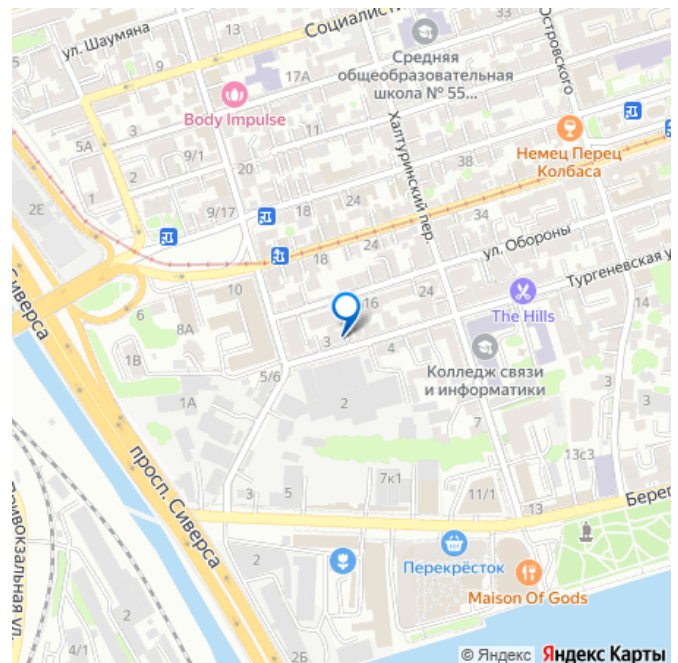 ул. Шаумяна
Социалист
Островского
9
13
Средняя
общеобразовательная
школа № 55...
17А
Body Impulse
11
3
5А
9/1
20
Халтуринский пер.
38
Немец Перец
Колбаса
1
2
2Е
9/17
18
24
34
18
24
ул. Обороны
Тургеневская у
10
16
24
The Hills
14
6
8А
Сиверса
3
4
1В
5/6
Колледж связи
и информатики
3
3
1А
2
7
просп. Сиверса
13с3
7к1
3
5
11/1
13
Берег
2
Перекрёсток
Maison Of Gods
Привокзальная ул.
2
4/1
2Б
© Яндекс Яндекс Карты